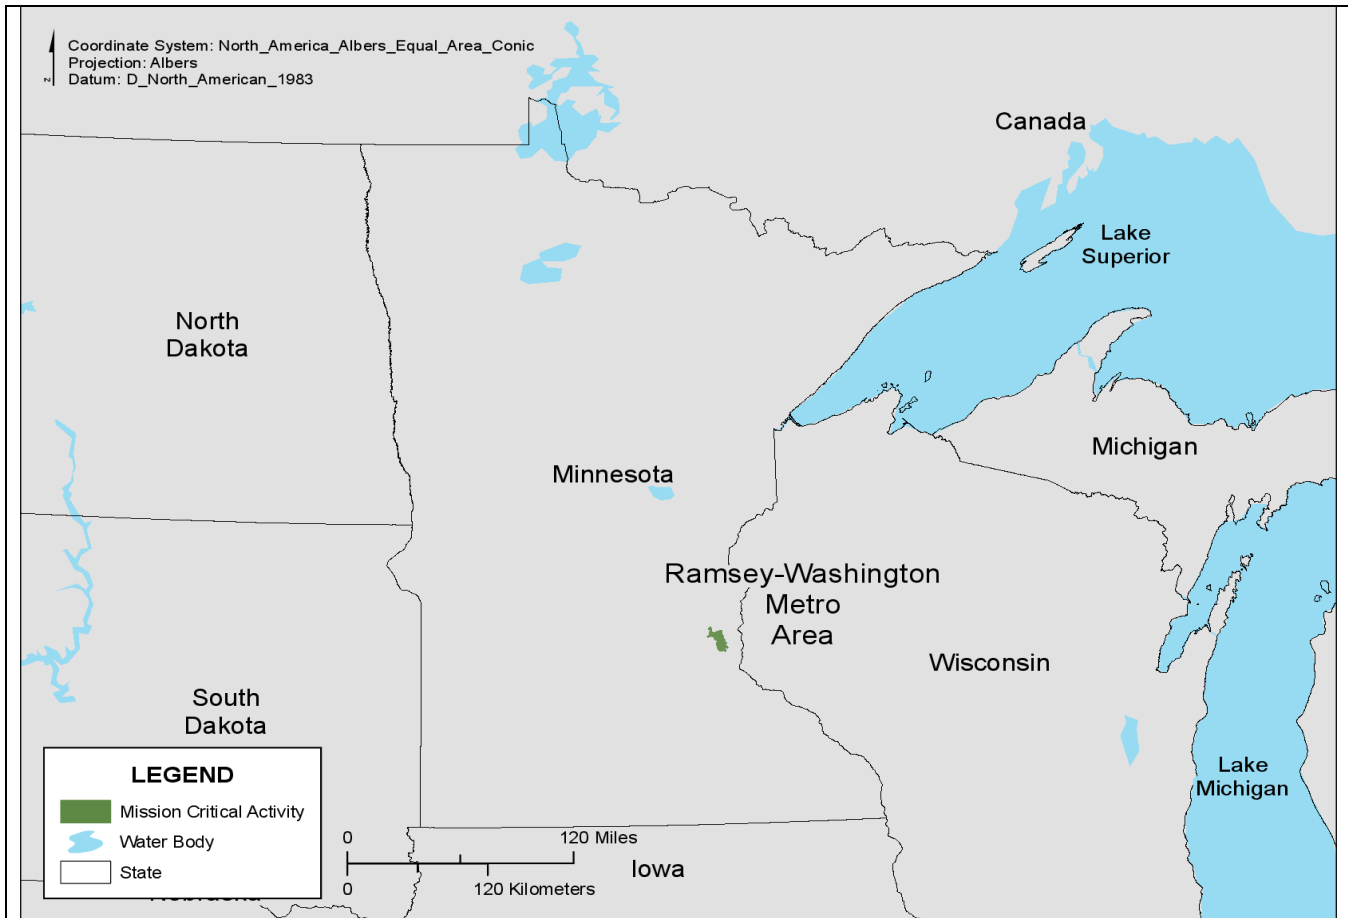 Coordinate System: North_America_Albers_Equal_Area_Conic
Projection: Albers
Datum: D_North_American_1983
N
Canada
Lake
Superior
North
Dakota
Michigan
Minnesota
Ramsey-Washington
Metro
Area
Wisconsin
South
Dakota
Lake
Michigan
LEGEND
Mission Critical Activity
Water Body
State
0
120 Miles
0
120 Kilometers
Iowa